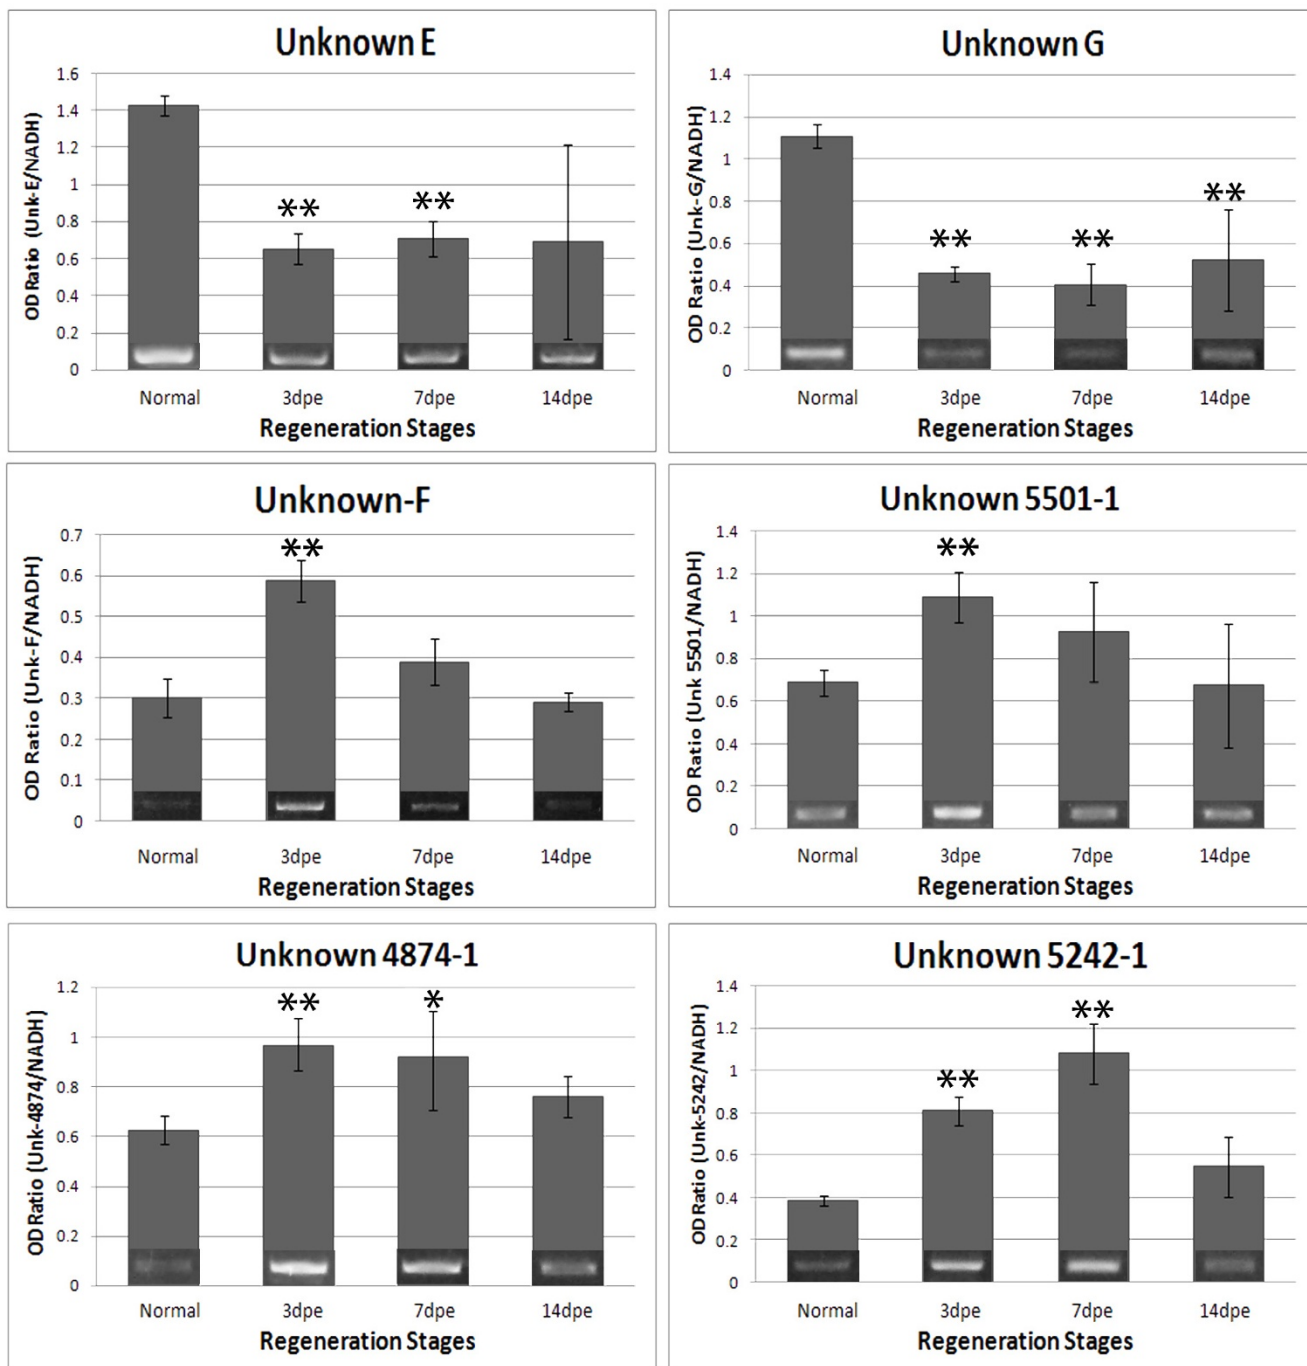 Unknown E
OD Ratio (Unk-E/NADH)
1.6
1.4
1.2
1
0.8
0.6
0.4
0.2
0
**
**
Normal 3dpe 7dpe 14dpe
Regeneration Stages
Unknown G
OD Ratio (Unk-G/NADH)
1.4
1.2
1
0.8
0.6
0.4
0.2
0
**
**
**
Normal 3dpe 7dpe 14dpe
Regeneration Stages
Unknown-F
OD Ratio (Unk-F/NADH)
0.7
0.6
0.5
0.4
0.3
0.2
0.1
0
**
Normal 3dpe 7dpe 14dpe
Regeneration Stages
Unknown 5501-1
OD Ratio (Unk 5501/NADH)
1.4
1.2
1
0.8
0.6
0.4
0.2
0
**
Normal 3dpe 7dpe 14dpe
Regeneration Stages
Unknown 4874-1
OD Ratio (Unk-4874/NADH)
1.2
1
0.8
0.6
0.4
0.2
0
**
*
Normal 3dpe 7dpe 14dpe
Regeneration Stages
Unknown 5242-1
OD Ratio (Unk-5242/NADH)
1.4
1.2
1
0.8
0.6
0.4
0.2
0
**
**
Normal 3dpe 7dpe 14dpe
Regeneration Stages